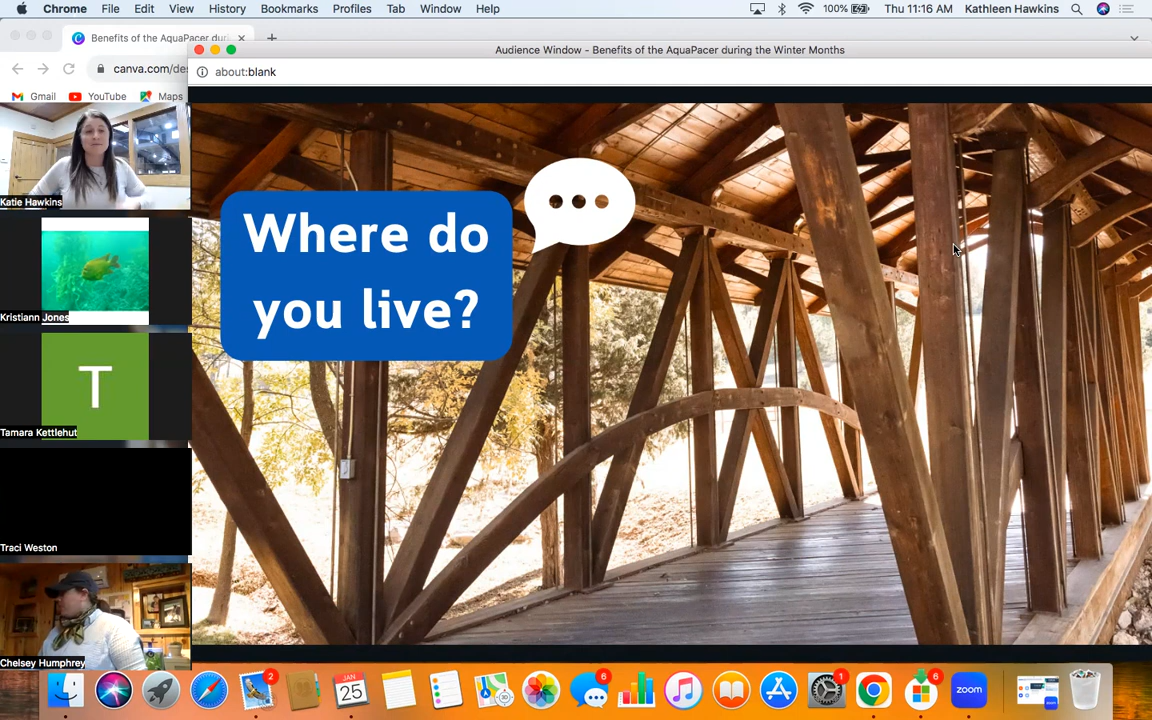 Chrome File Edit View History Bookmarks Profiles Tab Window Help 100% Thu 11:16 AM Kathleen Hawkins
Benefits of the AquaPacer dur
Audience Window - Benefits of the AquaPacer during the Winter Months
canva.com/des
about:blank
Gmail YouTube Maps
Katie Hawkins
Where do
you live?
Kristiann Jones
T
Tamara Kettlehut
Traci Weston
Chelsey Humphrey
2
JAN
25
6
1
6
zoom